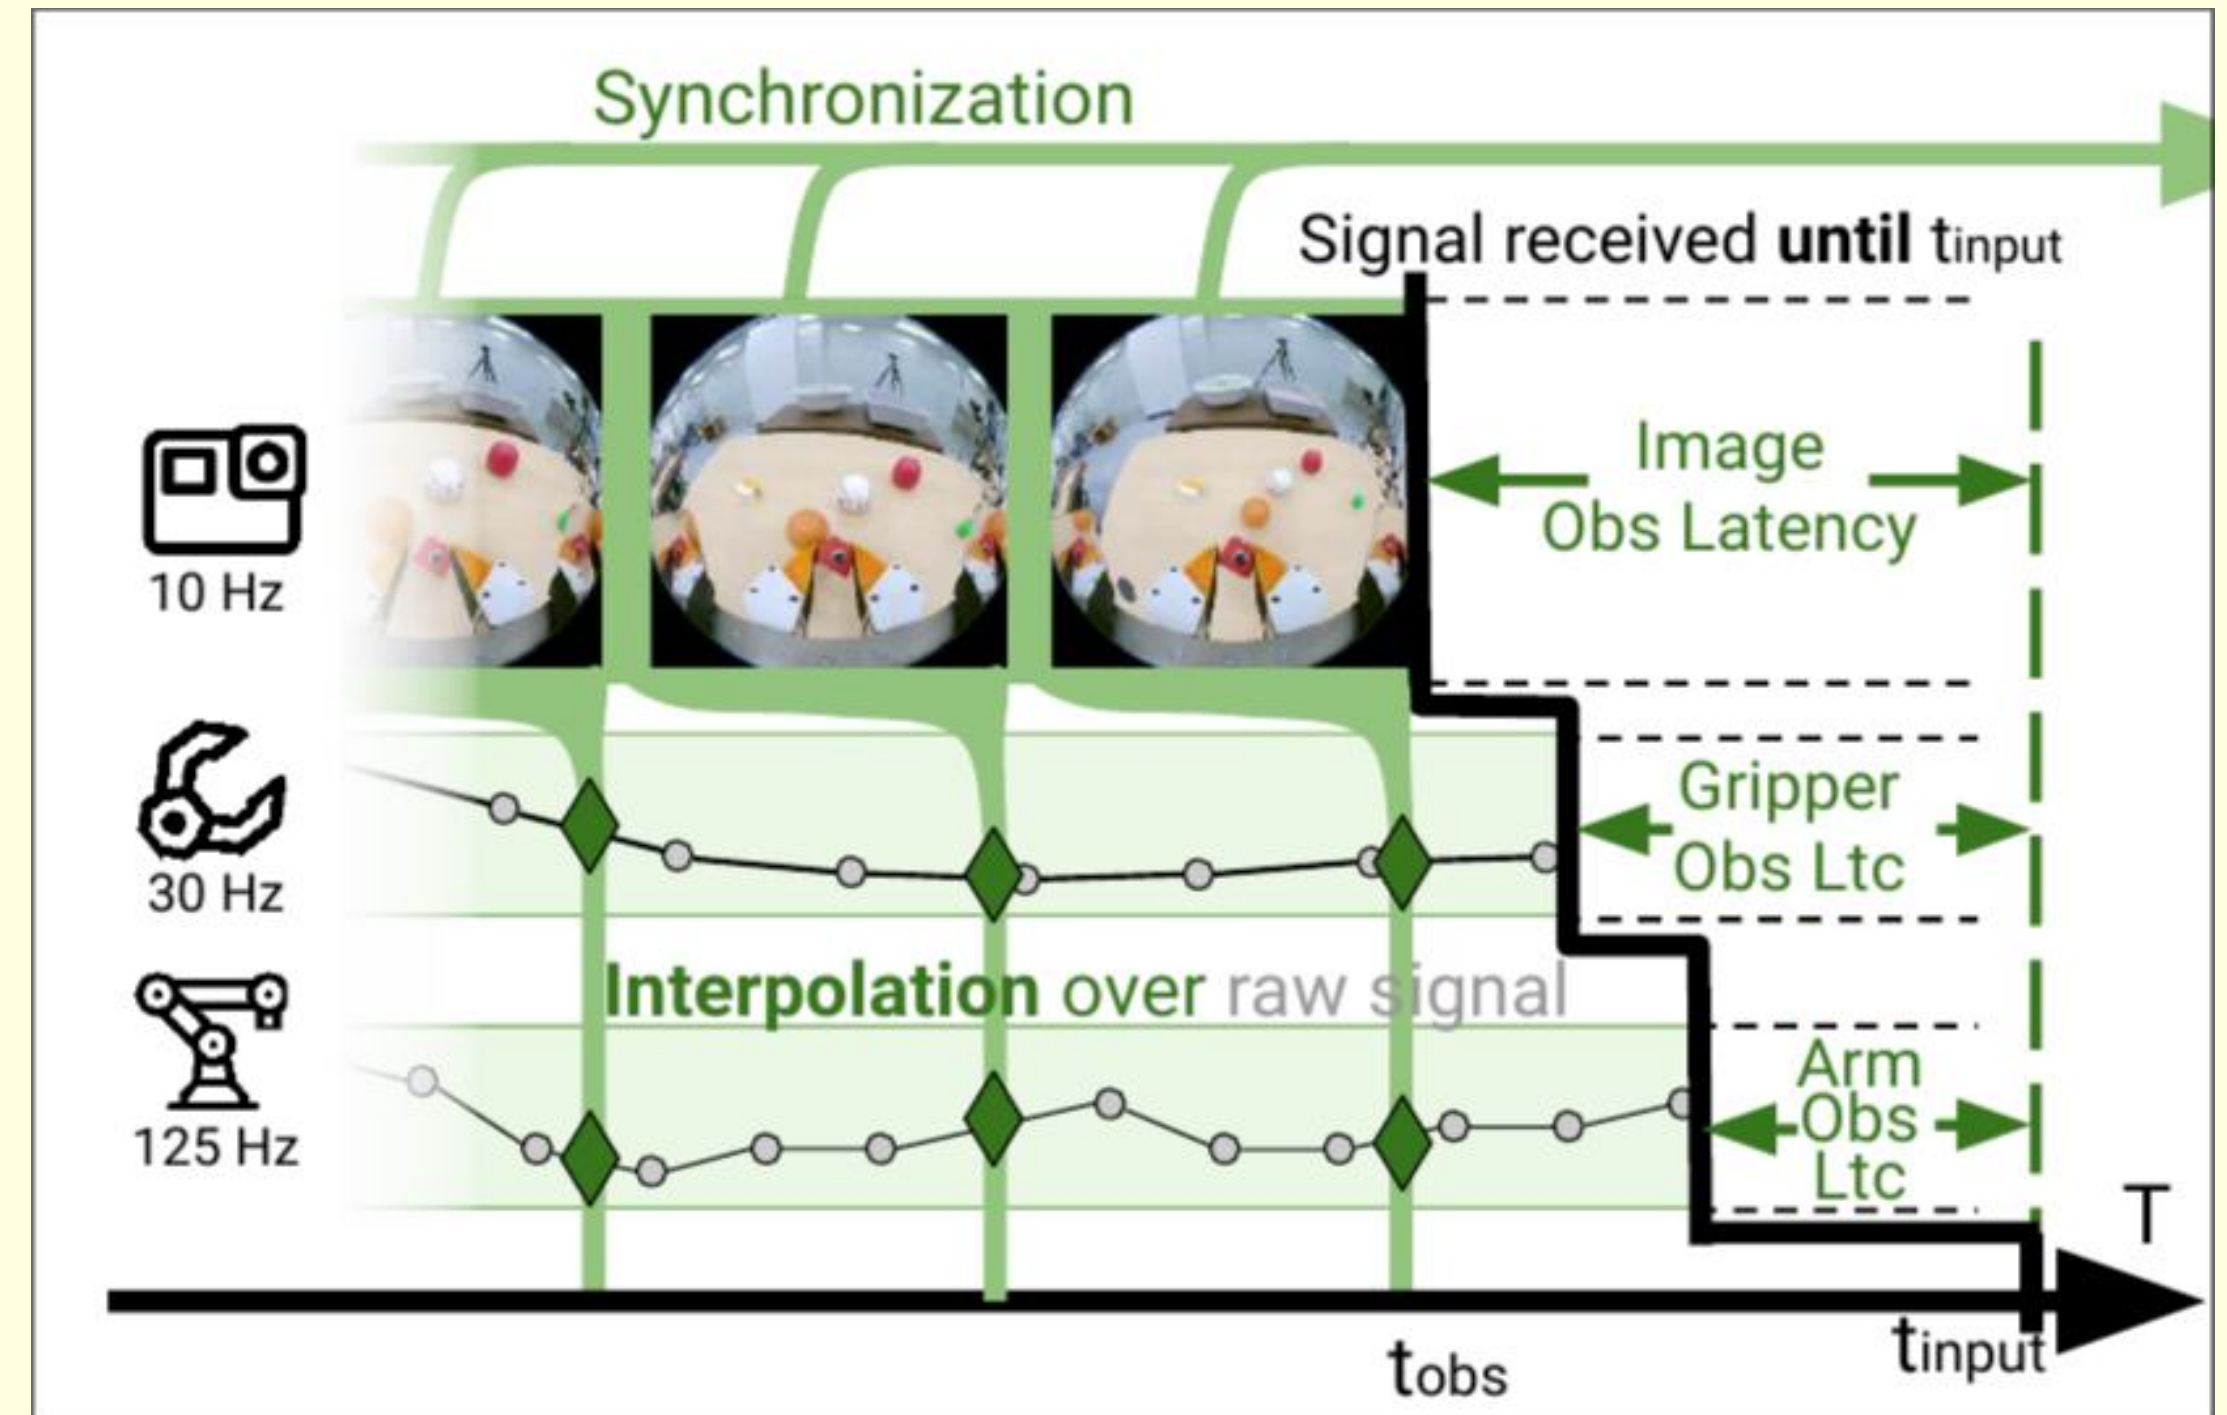 Synchronization
Signal received until tinput
10 Hz
Image
Obs Latency
30 Hz
Gripper
Obs Ltc
Interpolation over raw signal
125 Hz
Arm
Obs
Ltc
T
tobs
tinput